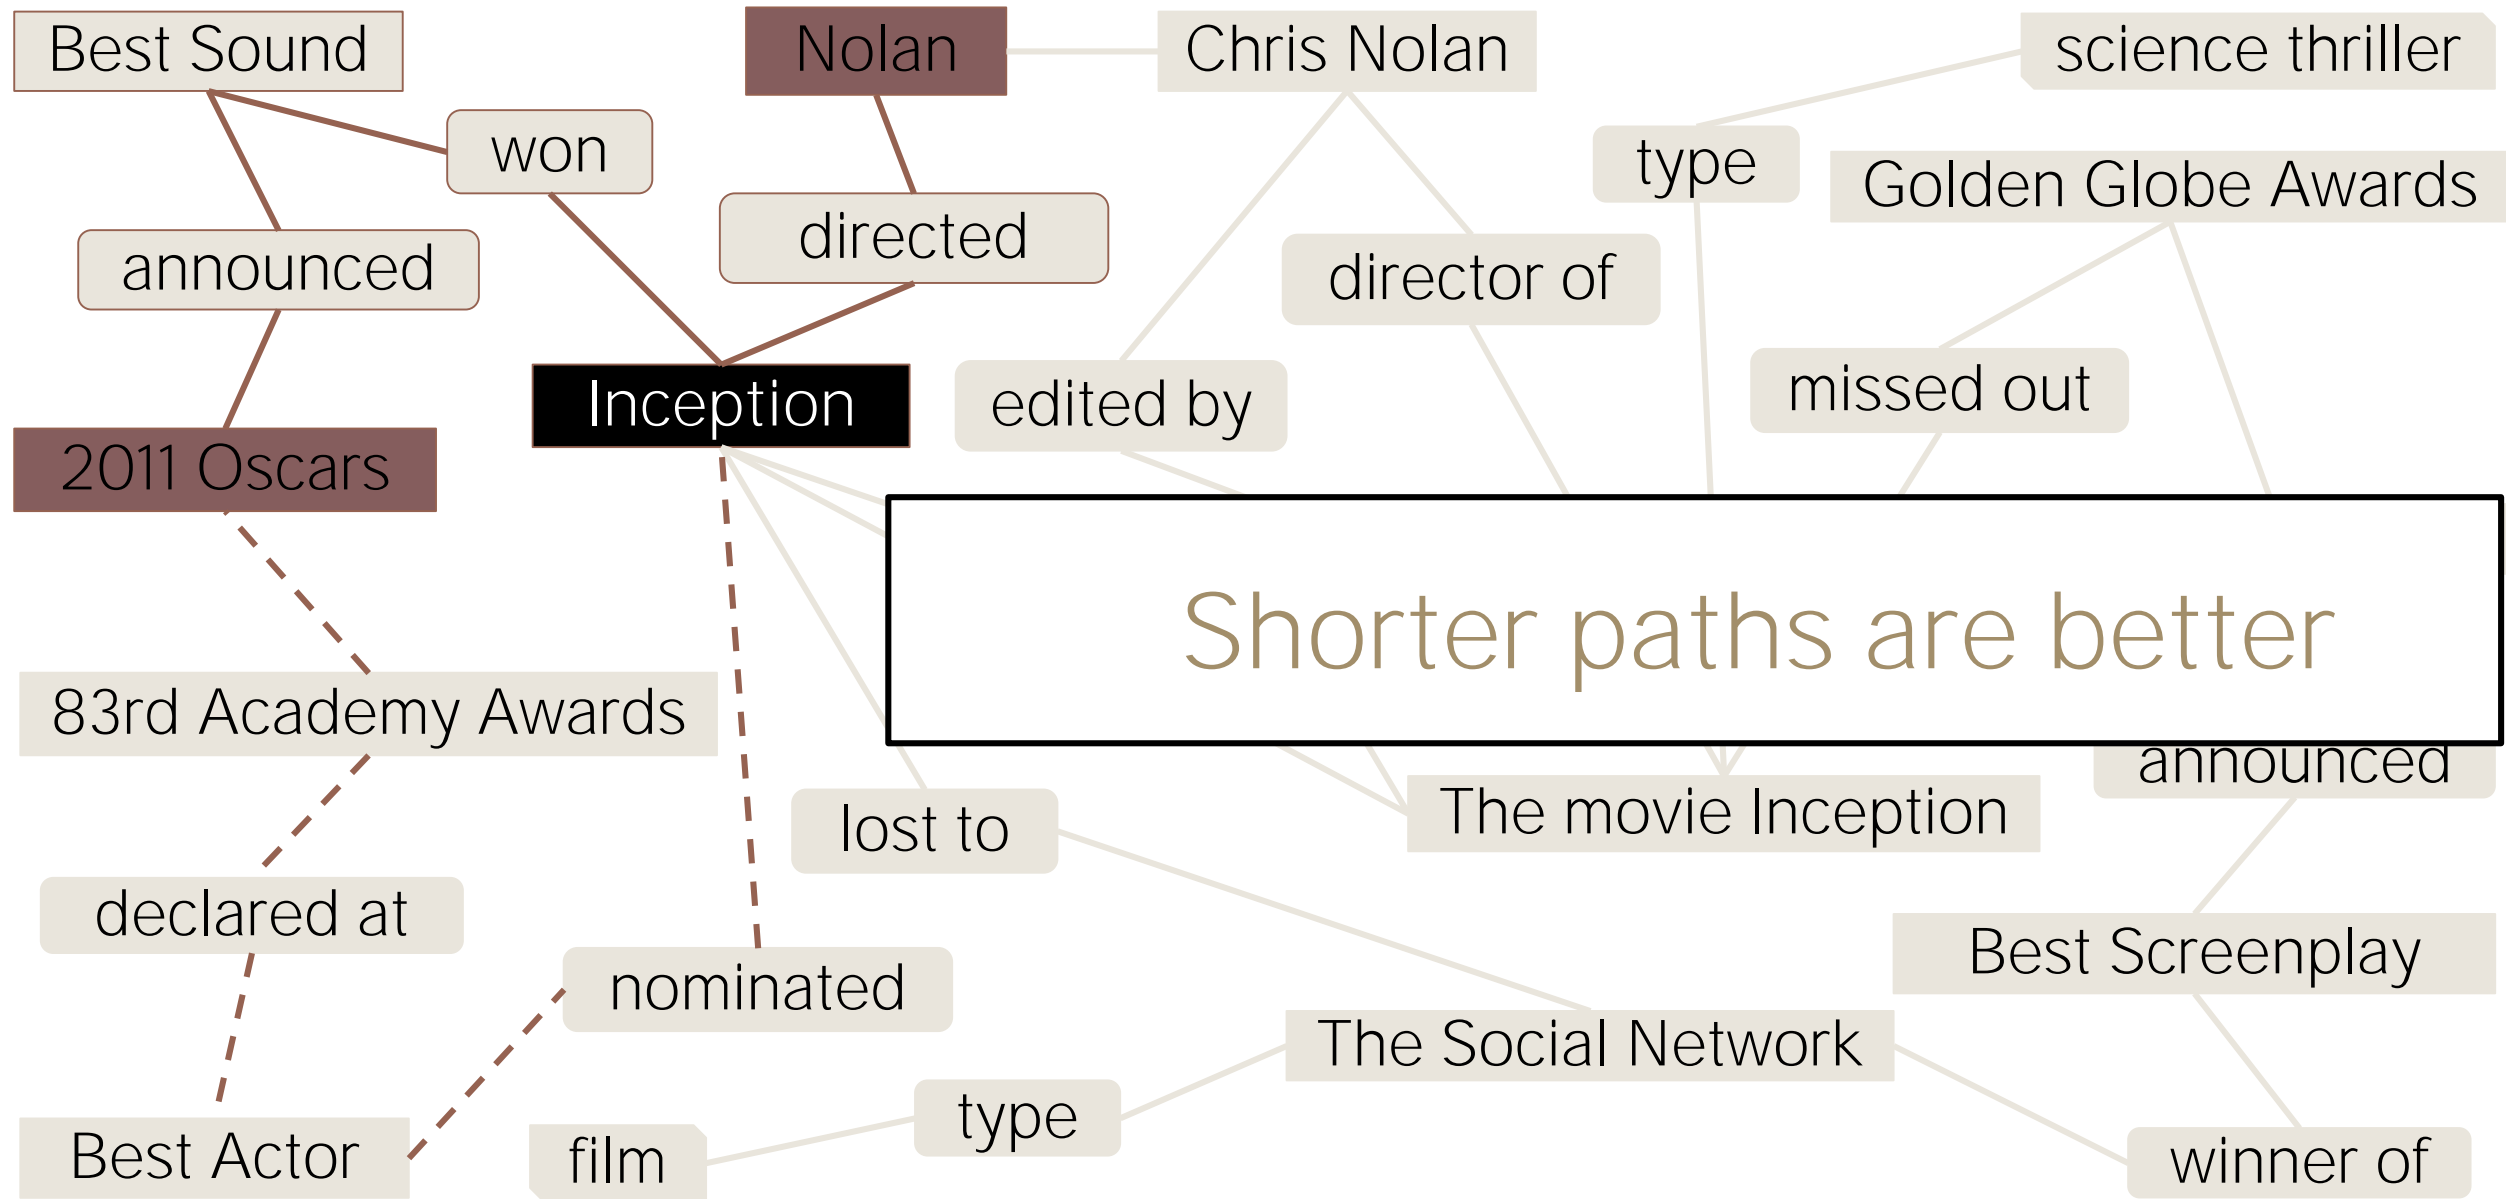 Best Sound
Nolan
Chris Nolan
science thriller
won
type
Golden Globe Awards
announced
directed
director of
Inception
edited by
missed out
2011 Oscars
Shorter paths are better
83rd Academy Awards
announced
lost to
The movie Inception
declared at
nominated
Best Screenplay
The Social Network
type
Best Actor
film
winner of